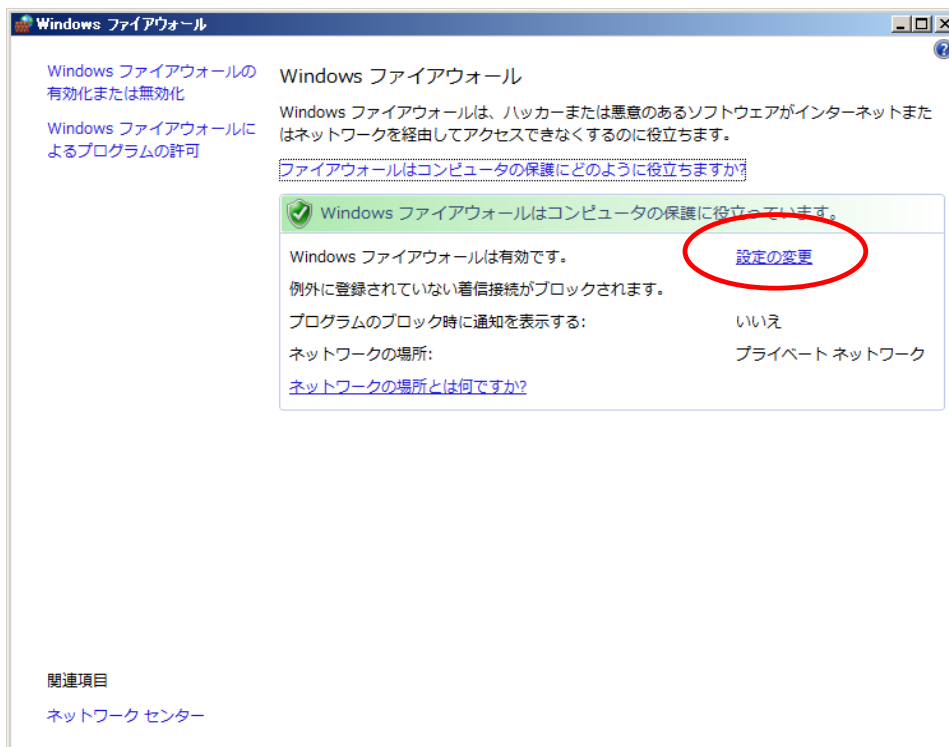 Windows ファイアウォール
Windows ファイアウォールの
有効化または無効化
Windows ファイアウォールに
よるプログラムの許可
Windows ファイアウォール
Windows ファイアウォールは、ハッカーまたは悪意のあるソフトウェアがインターネットまた
はネットワークを経由してアクセスできなくするのに役立ちます。
ファイアウォールはコンピュータの保護にどのように役立ちますか?
Windows ファイアウォールはコンピュータの保護に役立っています。
Windows ファイアウォールは有効です。 設定の変更
例外に登録されていない着信接続がブロックされます。
プログラムのブロック時に通知を表示する: いいえ
ネットワークの場所: プライベート ネットワーク
ネットワークの場所とは何ですか?
関連項目
ネットワーク センター